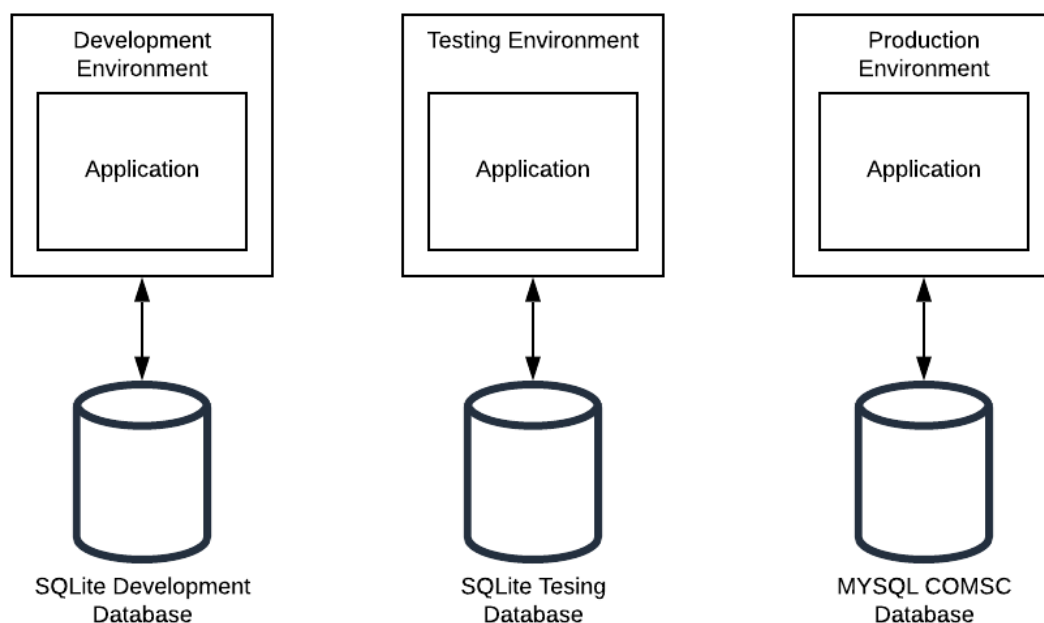 Development
Environment
Application
SQLite Development
Database
Testing Environment
Application
SQLite Tesing
Database
Production
Environment
Application
MYSQL COMSC
Database